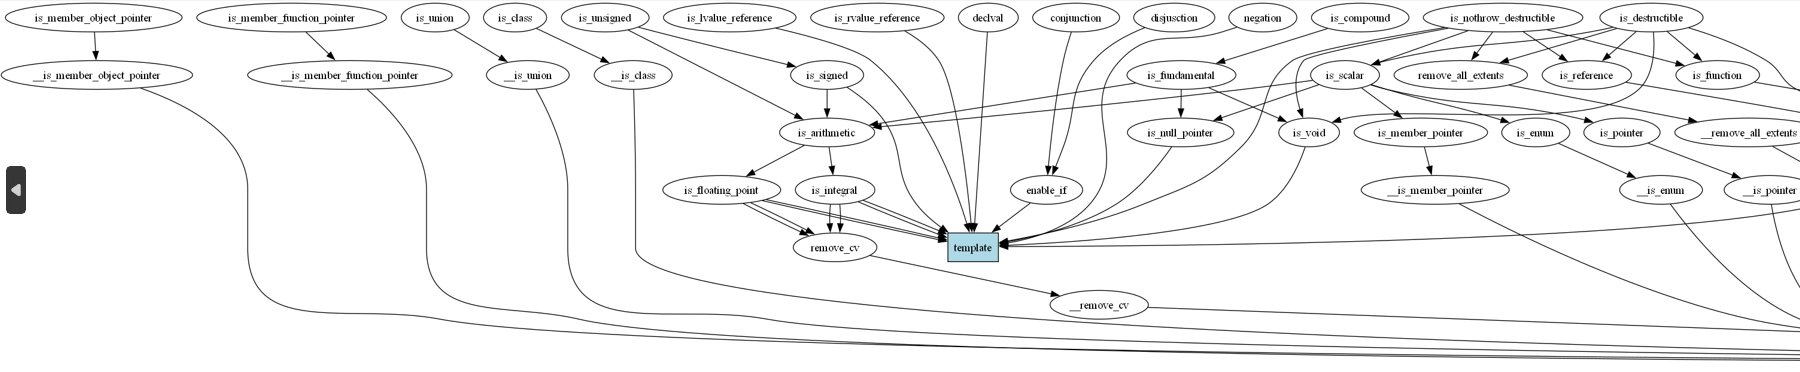 is_member_object_pointer
is_member_function_pointer
is_union
is_class
is_unsigned
is_lvalue_reference
is_rvalue_reference
declval
conjunction
disjunction
negation
is_compound
is_nothrow_destructible
is_destructible
__is_member_object_pointer
__is_member_function_pointer
__is_union
__is_class
is_signed
is_fundamental
is_scalar
remove_all_extents
is_reference
is_function
is_arithmetic
is_null_pointer
is_void
is_member_pointer
is_enum
is_pointer
__remove_all_extents
is_floating_point
is_integral
enable_if
__is_member_pointer
__is_enum
__is_pointer
remove_cv
template
__remove_cv